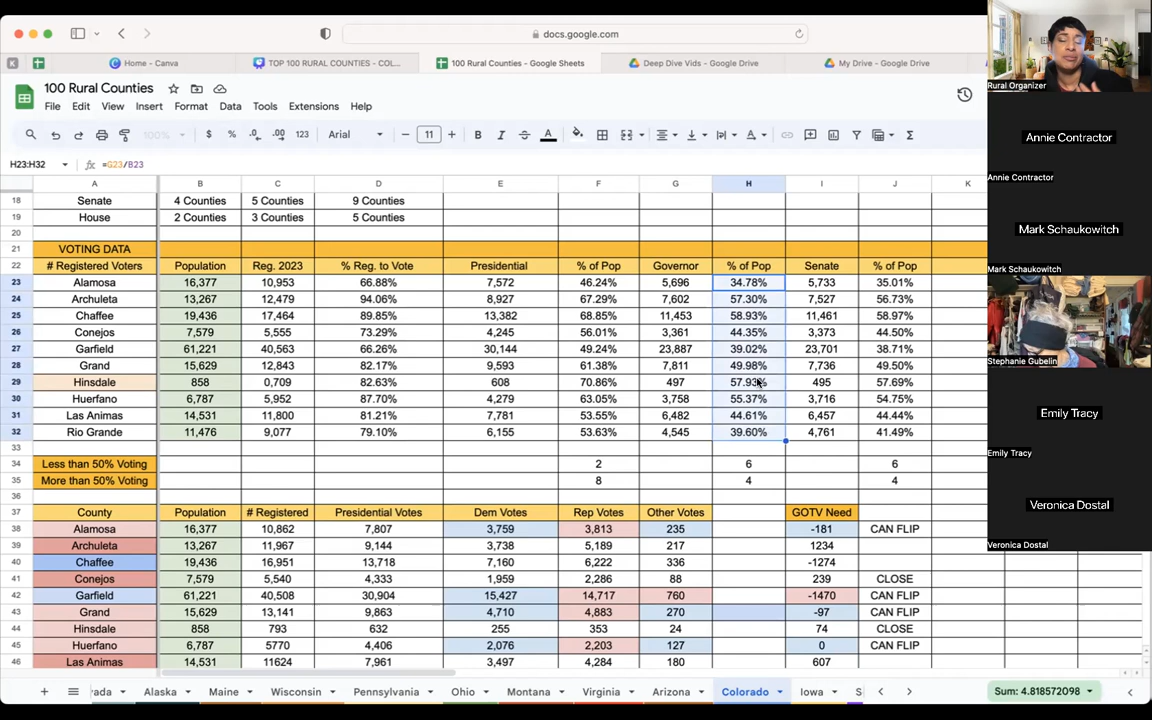 docs.google.com
Home - Canva
TOP 100 RURAL COUNTIES - COL...
100 Rural Counties - Google Sheets
Deep Dive Vids - Google Drive
My Drive - Google Drive
100 Rural Counties
File Edit View Insert Format Data Tools Extensions Help
100% $ % .0 .00 123 Arial 11 B I A
H23:H32 =G23/B23
A B C D E F G H I J K
18 Senate 4 Counties 5 Counties 9 Counties
19 House 2 Counties 3 Counties 5 Counties
20
21 VOTING DATA
22 # Registered Voters Population Reg. 2023 % Reg. to Vote Presidential % of Pop Governor % of Pop Senate % of Pop
23 Alamosa 16,377 10,953 66.88% 7,572 46.24% 5,696 34.78% 5,733 35.01%
24 Archuleta 13,267 12,479 94.06% 8,927 67.29% 7,602 57.30% 7,527 56.73%
25 Chaffee 19,436 17,464 89.85% 13,382 68.85% 11,453 58.93% 11,461 58.97%
26 Conejos 7,579 5,555 73.29% 4,245 56.01% 3,361 44.35% 3,373 44.50%
27 Garfield 61,221 40,563 66.26% 30,144 49.24% 23,887 39.02% 23,701 38.71%
28 Grand 15,629 12,843 82.17% 9,593 61.38% 7,811 49.98% 7,736 49.50%
29 Hinsdale 858 0,709 82.63% 608 70.86% 497 57.93% 495 57.69%
30 Huerfano 6,787 5,952 87.70% 4,279 63.05% 3,758 55.37% 3,716 54.75%
31 Las Animas 14,531 11,800 81.21% 7,781 53.55% 6,482 44.61% 6,457 44.44%
32 Rio Grande 11,476 9,077 79.10% 6,155 53.63% 4,545 39.60% 4,761 41.49%
33
34 Less than 50% Voting 2 6 6
35 More than 50% Voting 8 4 4
36
37 County Population # Registered Presidential Votes Dem Votes Rep Votes Other Votes GOTV Need
38 Alamosa 16,377 10,862 7,807 3,759 3,813 235 -181 CAN FLIP
39 Archuleta 13,267 11,967 9,144 3,738 5,189 217 1234
40 Chaffee 19,436 16,951 13,718 7,160 6,222 336 -1274
41 Conejos 7,579 5,540 4,333 1,959 2,286 88 239 CLOSE
42 Garfield 61,221 40,508 30,904 15,427 14,717 760 -1470 CAN FLIP
43 Grand 15,629 13,141 9,863 4,710 4,883 270 -97 CAN FLIP
44 Hinsdale 858 793 632 255 353 24 74 CLOSE
45 Huerfano 6,787 5770 4,406 2,076 2,203 127 0 CAN FLIP
46 Las Animas 14,531 11624 7,961 3,497 4,284 180 607
vada Alaska Maine Wisconsin Pennsylvania Ohio Montana Virginia Arizona Colorado Iowa S
Sum: 4.818572098
Rural Organizer
Annie Contractor
Annie Contractor
Mark Schaukowitch
Mark Schaukowitch
Stephanie Gubelin
Emily Tracy
Emily Tracy
Veronica Dostal
Veronica Dostal